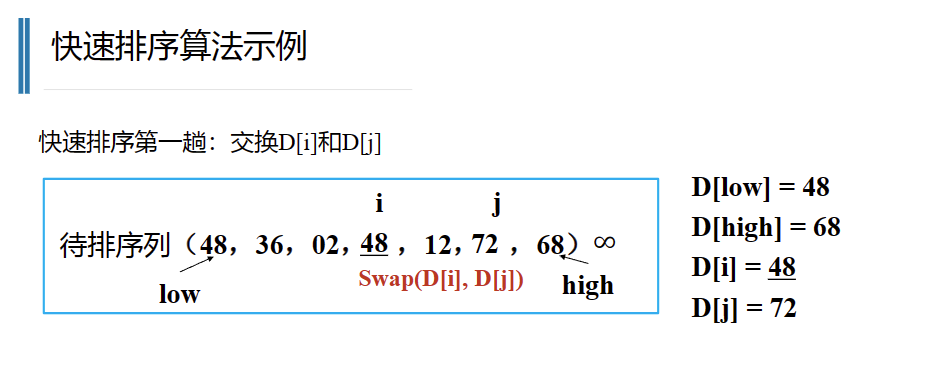 快速排序算法示例
快速排序第一趟：交换D[i]和D[j]
i j
待排序列（48，36，02，48，12，72，68）∞
Swap(D[i], D[j])
low high
D[low] = 48
D[high] = 68
D[i] = 48
D[j] = 72